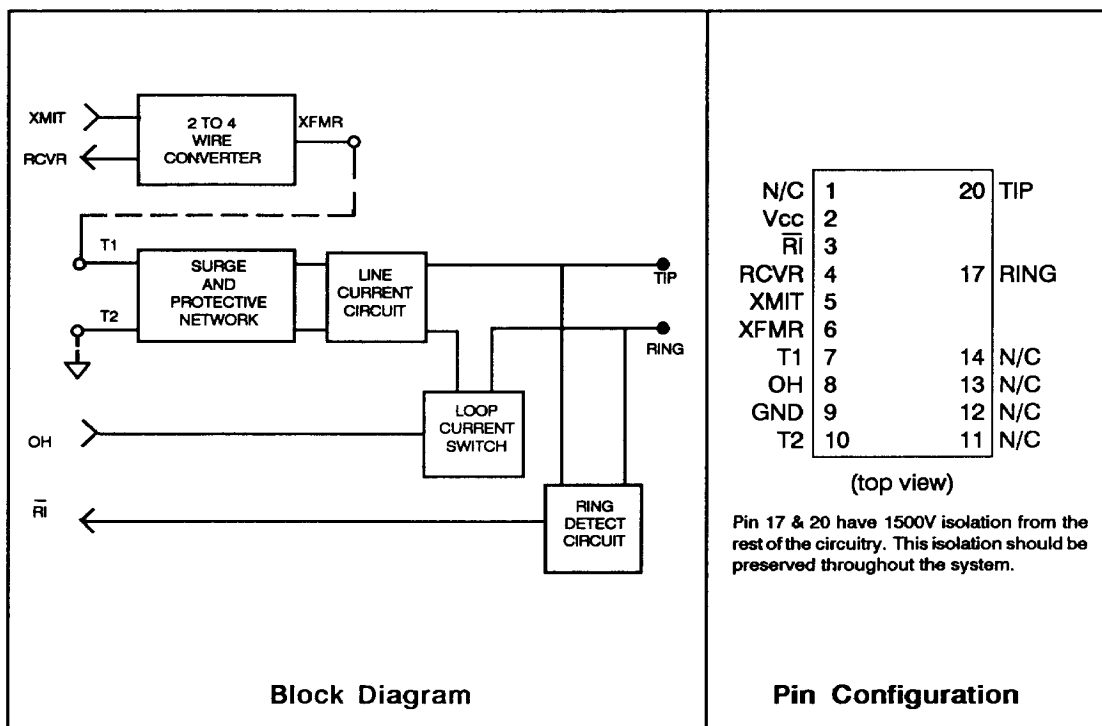 XMIT
RCVR
2 TO 4
WIRE
CONVERTER
XFMR
T1
T2
SURGE
AND
PROTECTIVE
NETWORK
LINE
CURRENT
CIRCUIT
TIP
RING
OH
LOOP
CURRENT
SWITCH
R̅I̅
RING
DETECT
CIRCUIT
Block Diagram
N/C 1 20 TIP
Vcc 2
R̅I̅ 3
RCVR 4 17 RING
XMIT 5
XFMR 6
T1 7 14 N/C
OH 8 13 N/C
GND 9 12 N/C
T2 10 11 N/C
(top view)
Pin 17 & 20 have 1500V isolation from the
rest of the circuitry. This isolation should be
preserved throughout the system.
Pin Configuration